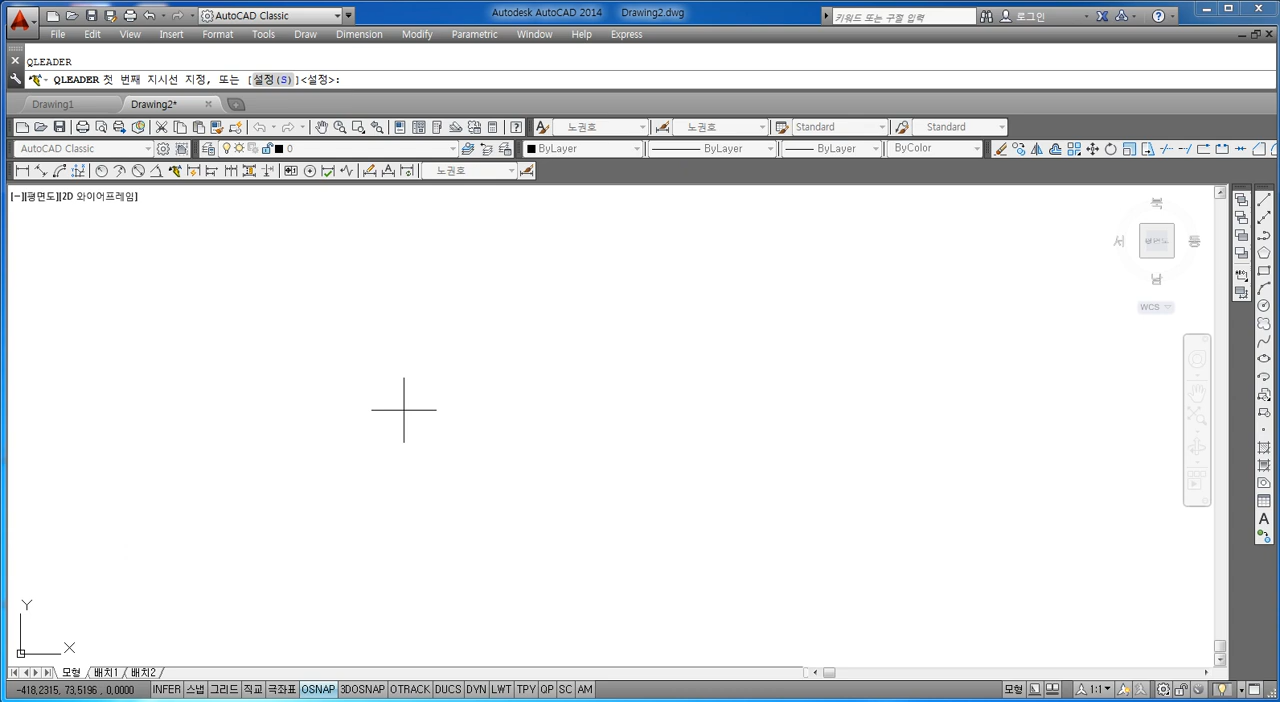 AutoCAD Classic
Autodesk AutoCAD 2014 Drawing2.dwg
키워드 또는 구절 입력
로그인
File Edit View Insert Format Tools Draw Dimension Modify Parametric Window Help Express
QLEADER
QLEADER 첫 번째 지시선 지정, 또는 [설정(S)]<설정>:
Drawing1 Drawing2*
노권호 노권호 Standard Standard
AutoCAD Classic 0 ByLayer ByLayer ByLayer ByColor
노권호
[-][평면도][2D 와이어프레임]
북
서 평면도 동
남
WCS
Y
X
모형 배치1 배치2
-418,2315, 73,5196 , 0,0000 INFER 스냅 그리드 직교 극좌표 OSNAP 3DOSNAP OTRACK DUCS DYN LWT TPY QP SC AM 모형 1:1